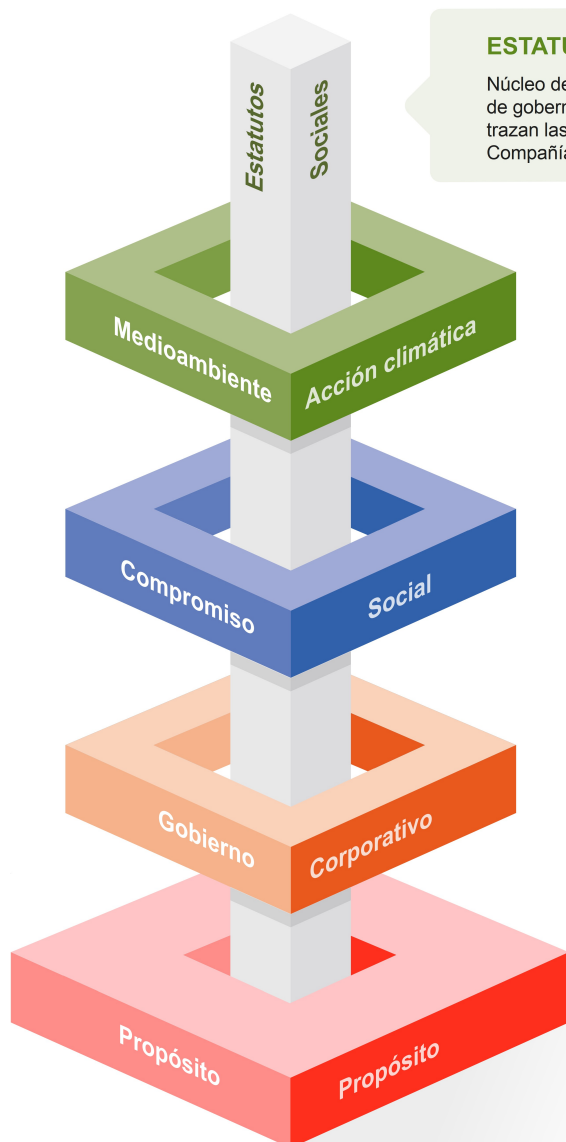 ESTATU
Núcleo de
de gobern
trazan las
Compañía
Estatutos
Sociales
Medioambiente
Acción climática
Compromiso
Social
Gobierno
Corporativo
Propósito
Propósito